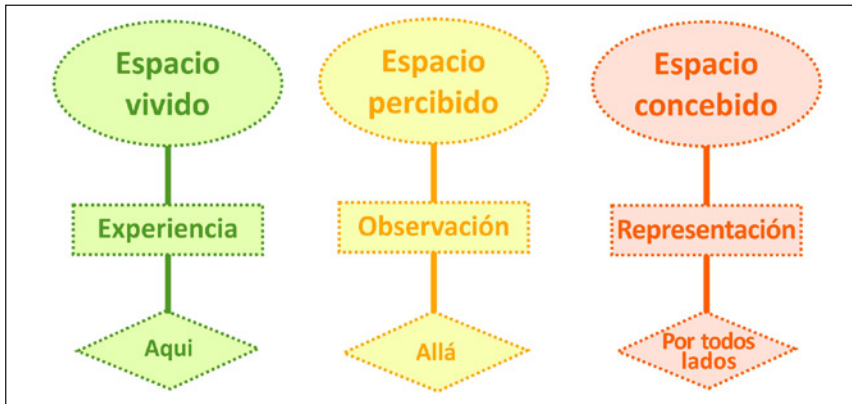 Espacio
vivido
Experiencia
Aqui
Espacio
percibido
Observación
Allá
Espacio
concebido
Representación
Por todos
lados